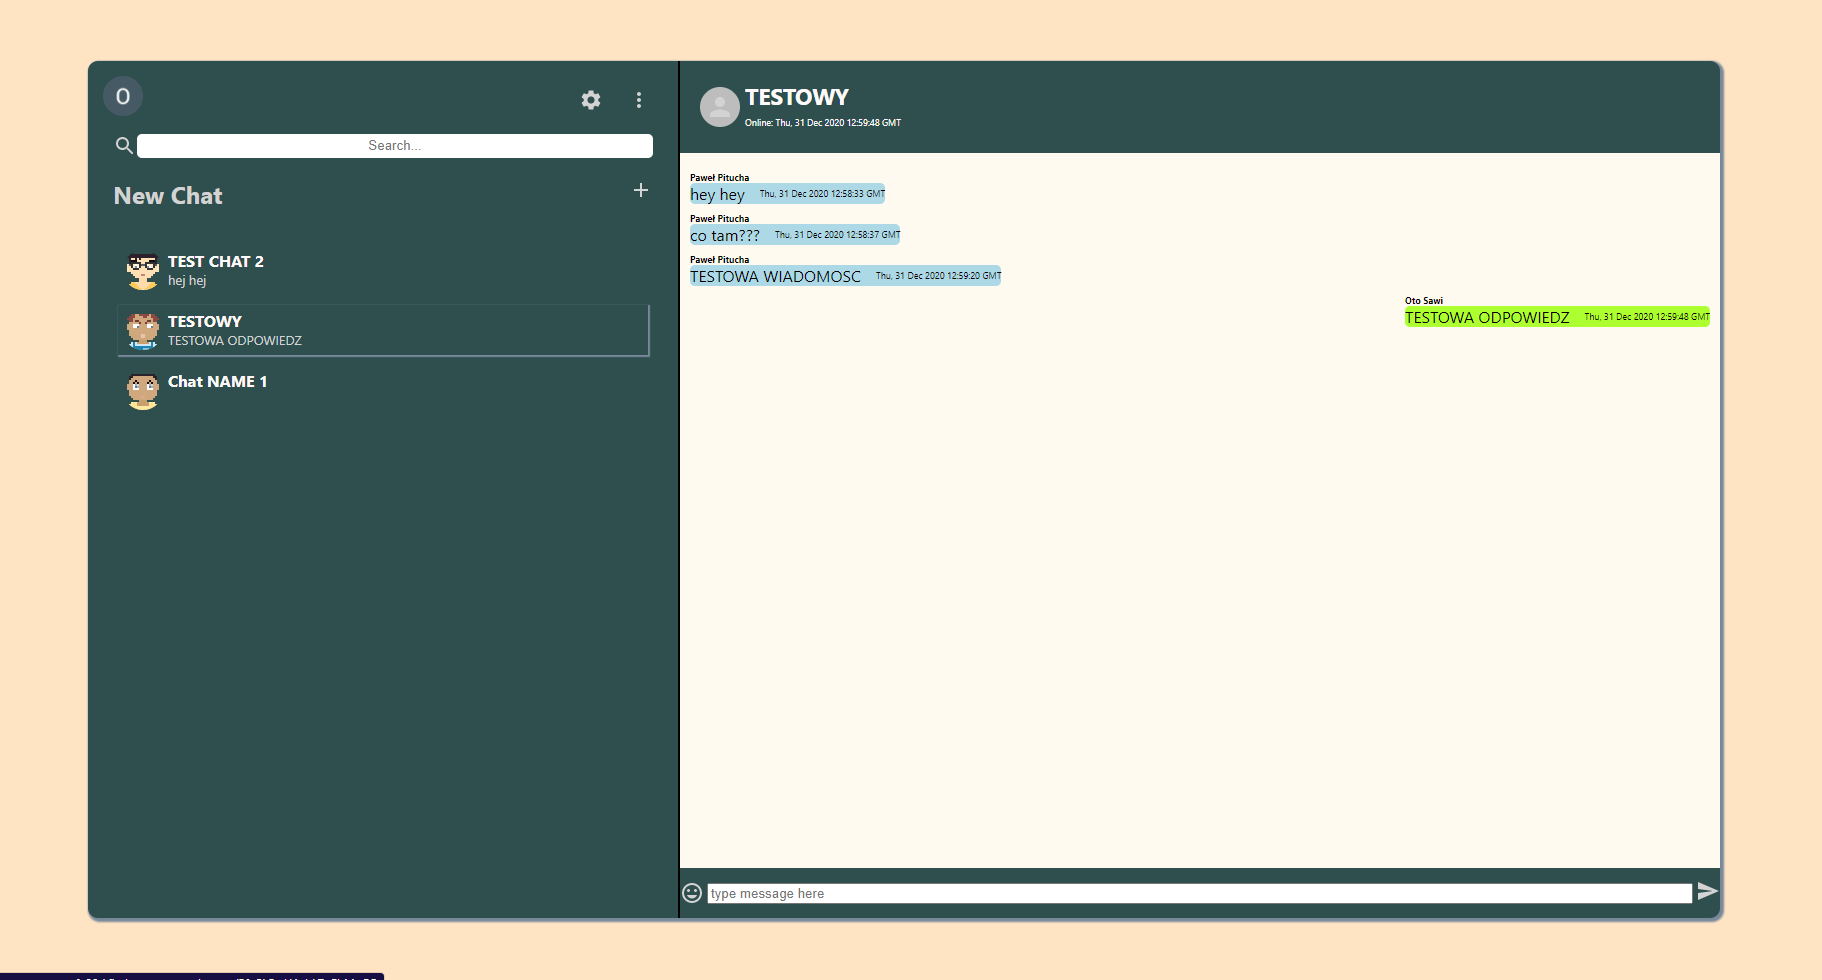 O
Search...
New Chat
TEST CHAT 2
hej hej
TESTOWY
TESTOWA ODPOWIEDZ
Chat NAME 1
TESTOWY
Online: Thu, 31 Dec 2020 12:59:48 GMT
Paweł Pitucha
hey hey Thu, 31 Dec 2020 12:58:33 GMT
Paweł Pitucha
co tam??? Thu, 31 Dec 2020 12:58:37 GMT
Paweł Pitucha
TESTOWA WIADOMOSC Thu, 31 Dec 2020 12:59:20 GMT
Oto Sawi
TESTOWA ODPOWIEDZ Thu, 31 Dec 2020 12:59:48 GMT
type message here